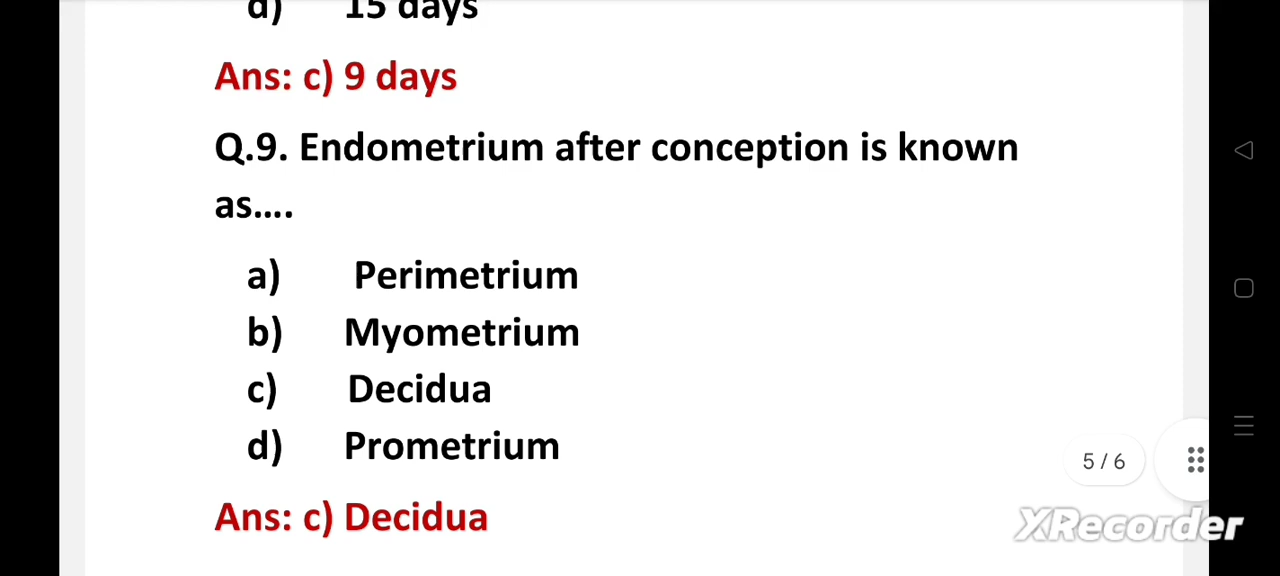 d) 15 days
Ans: c) 9 days
Q.9. Endometrium after conception is known
as....
a) Perimetrium
b) Myometrium
c) Decidua
d) Prometrium
5 / 6
Ans: c) Decidua
XRecorder